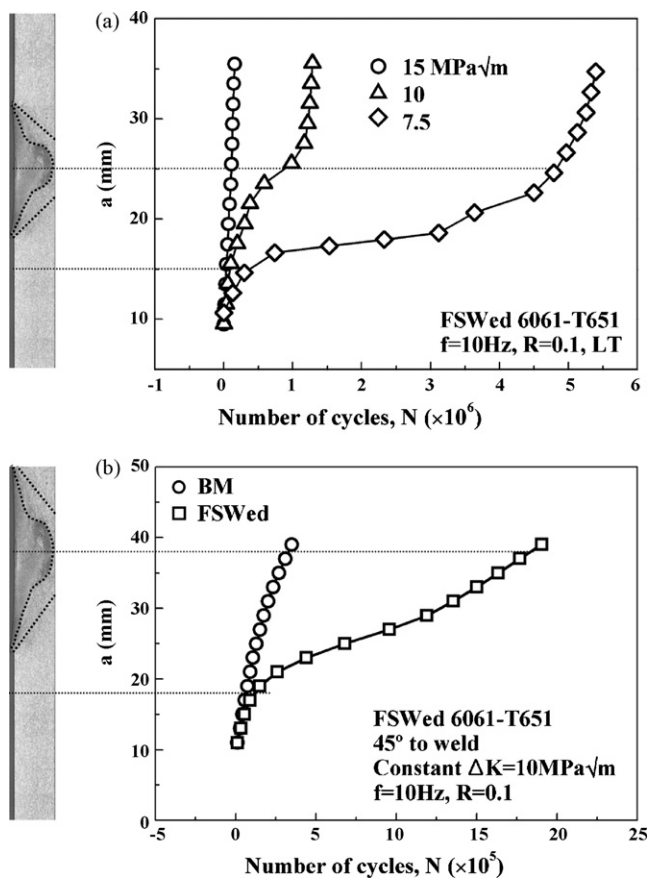 (a)
40
30
20
10
a (mm)
15 MPa√m
10
7.5
FSWed 6061-T651
f=10Hz, R=0.1, LT
-1 0 1 2 3 4 5 6
Number of cycles, N (×10⁶)
(b)
50
40
30
20
10
0
a (mm)
BM
FSWed
FSWed 6061-T651
45º to weld
Constant △K=10MPa√m
f=10Hz, R=0.1
-5 0 5 10 15 20 25
Number of cycles, N (×10⁵)